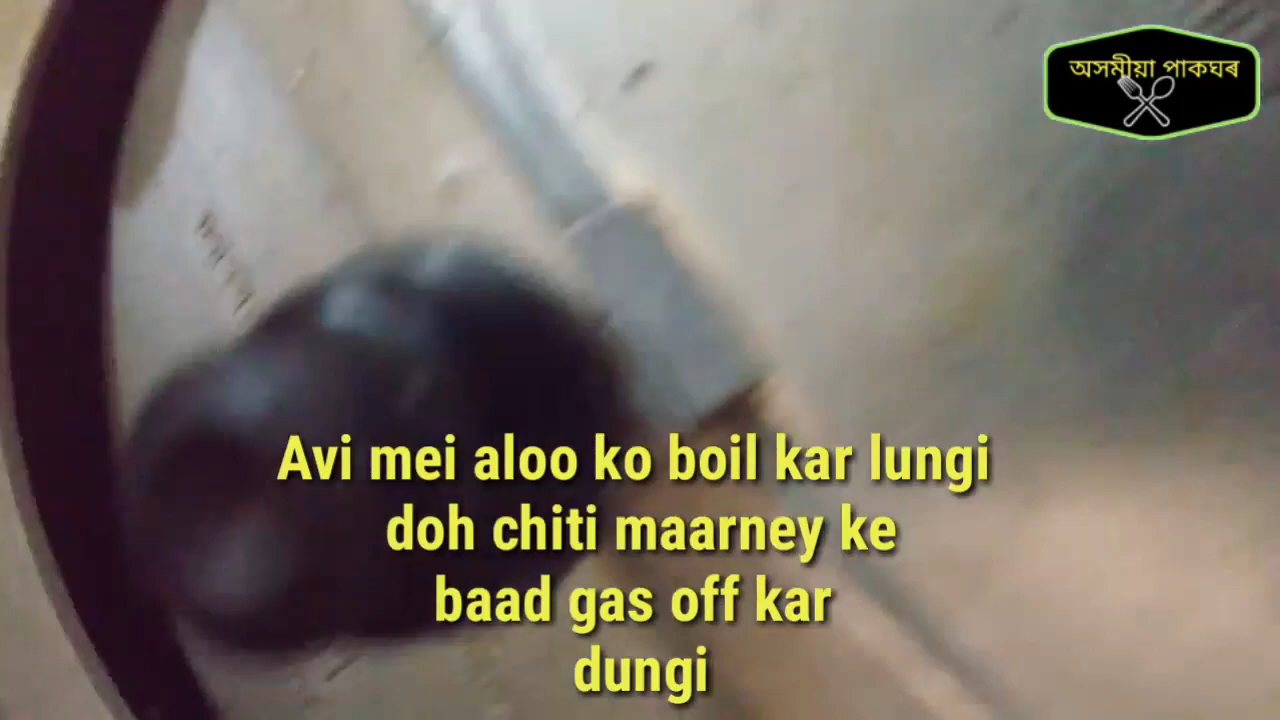 অসমীয়া পাকঘৰ
Avi mei aloo ko boil kar lungi
doh chiti maarney ke
baad gas off kar
dungi